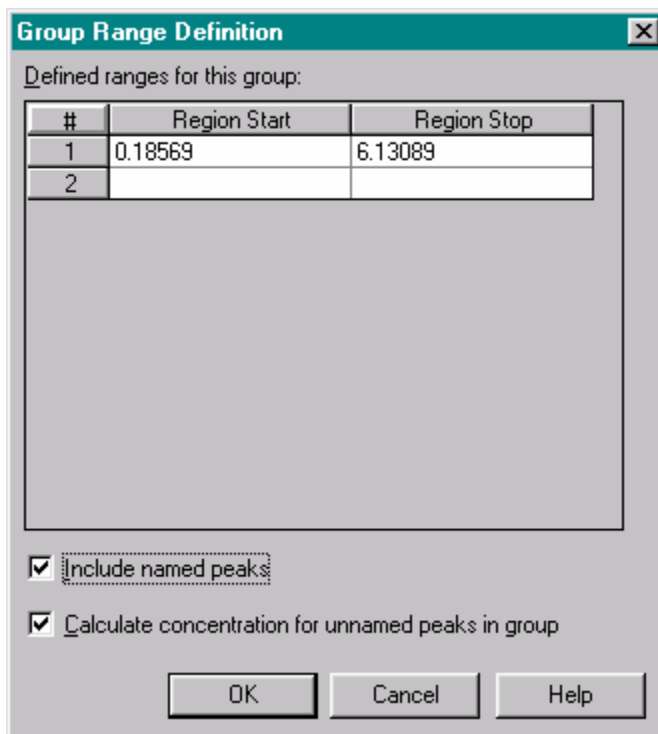 Group Range Definition
Defined ranges for this group:
# Region Start Region Stop
1 0.18569 6.13089
2
Include named peaks
Calculate concentration for unnamed peaks in group
OK Cancel Help